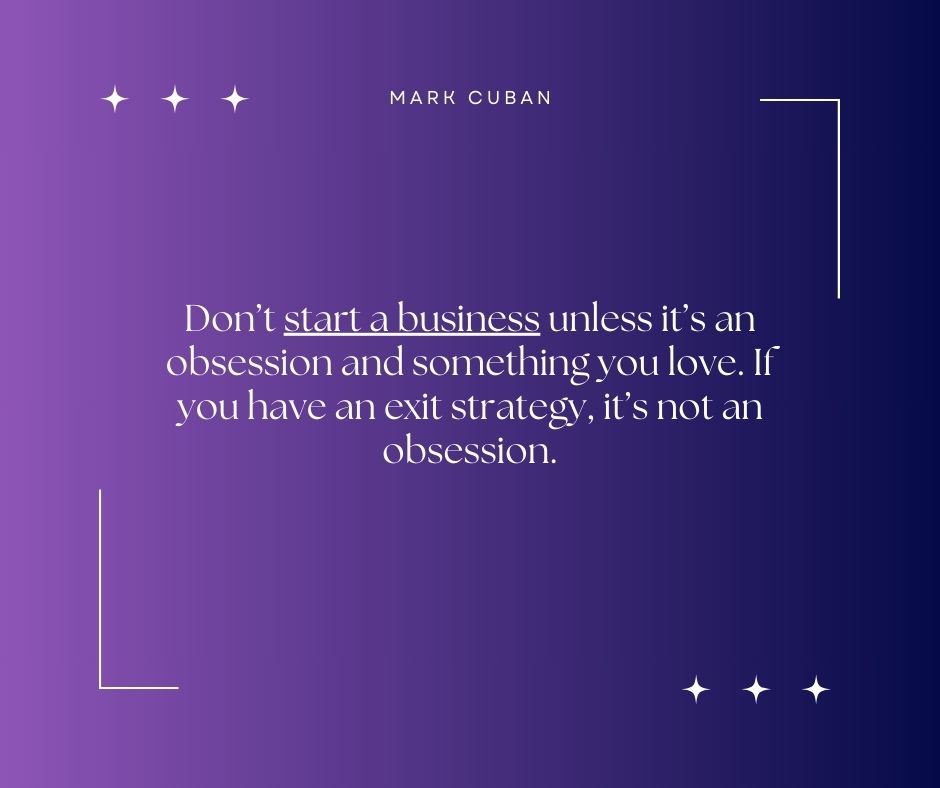 MARK CUBAN
Don’t start a business unless it’s an
obsession and something you love. If
you have an exit strategy, it’s not an
obsession.